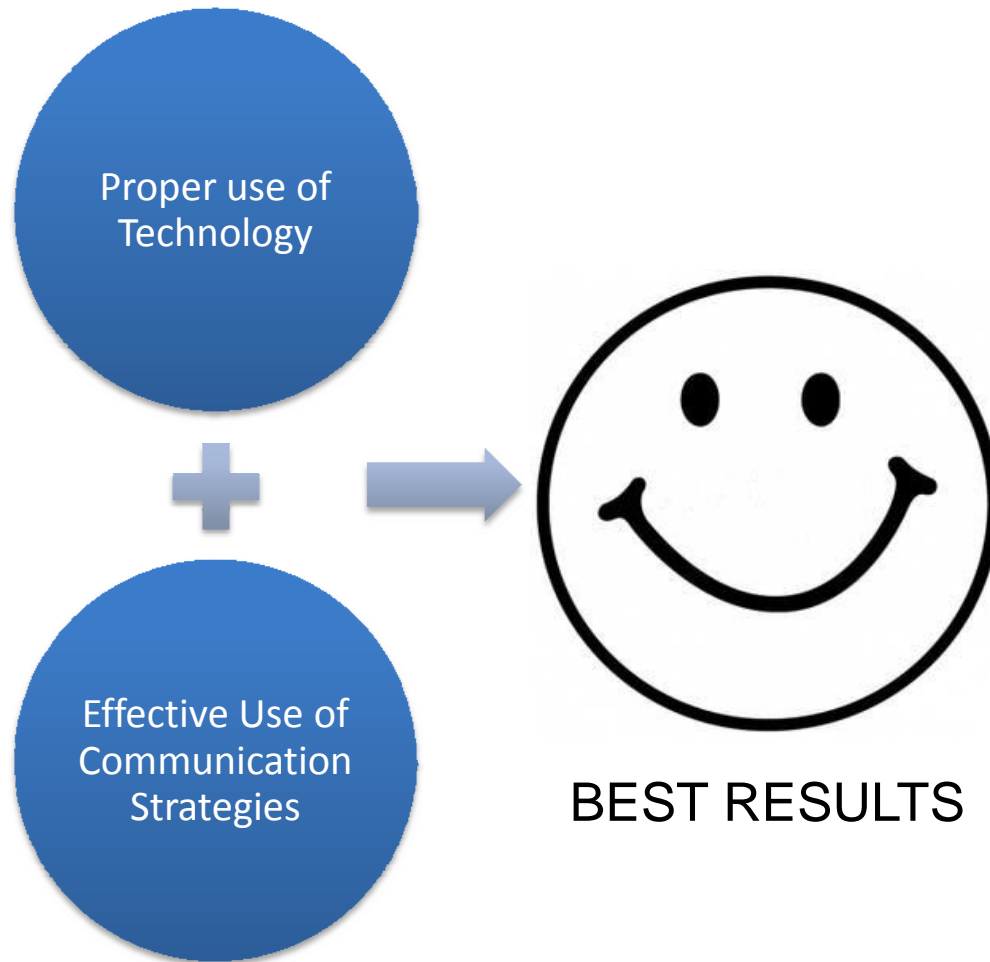 Proper use of
Technology
Effective Use of
Communication
Strategies
BEST RESULTS